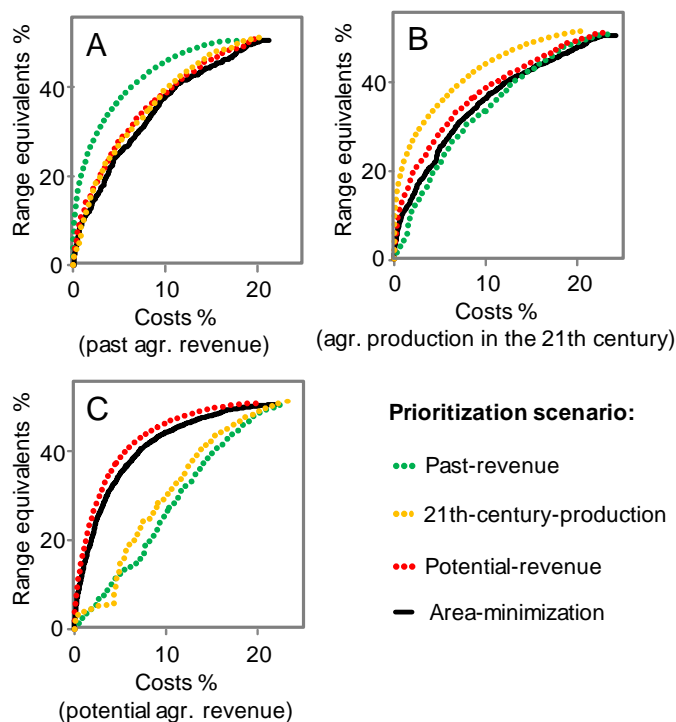 A
Range equivalents %
40
20
0
0
10
20
Costs %
(past agr. revenue)
B
Range equivalents %
40
20
0
0
10
20
Costs %
(agr. production in the 21th century)
C
Range equivalents %
40
20
0
0
10
20
Costs %
(potential agr. revenue)
Prioritization scenario:
Past-revenue
21th-century-production
Potential-revenue
Area-minimization